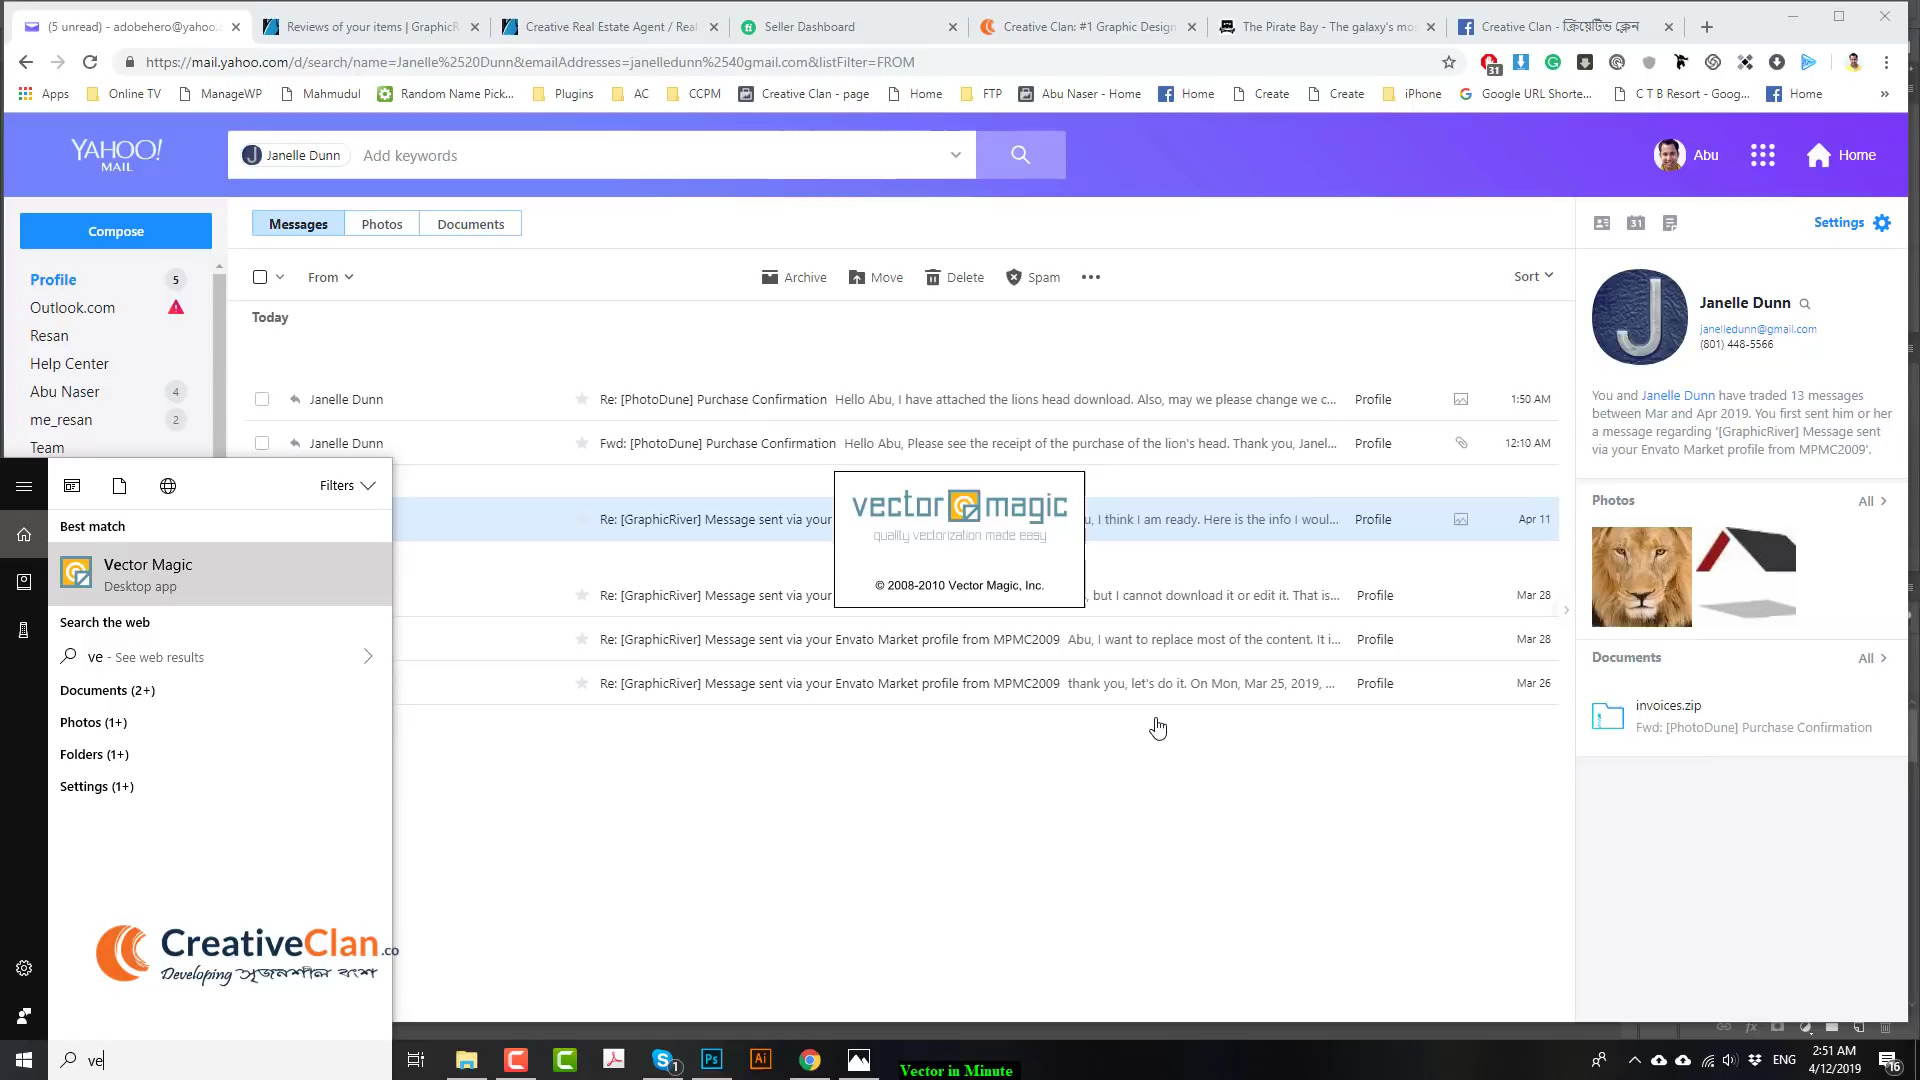 (5 unread) - adobehero@yahoo.c
Reviews of your items | GraphicR
Creative Real Estate Agent / Real
Seller Dashboard
Creative Clan: #1 Graphic Design
The Pirate Bay - The galaxy's mos
Creative Clan - ক্রিয়েটিভ ক্লেন
https://mail.yahoo.com/d/search/name=Janelle%2520Dunn&emailAddresses=janelledunn%2540gmail.com&listFilter=FROM
31
Apps
Online TV
ManageWP
Mahmudul
Random Name Pick...
Plugins
AC
CCPM
Creative Clan - page
Home
FTP
Abu Naser - Home
Home
Create
Create
iPhone
Google URL Shorte...
C T B Resort - Goog...
Home
»
YAHOO!
MAIL
Janelle Dunn
Add keywords
Abu
Home
Compose
Messages
Photos
Documents
31
Settings
Profile 5
Outlook.com
Resan
Help Center
Abu Naser 4
me_resan 2
Team
From
Archive
Move
Delete
Spam
Sort
Today
Janelle Dunn Re: [PhotoDune] Purchase Confirmation Hello Abu, I have attached the lions head download. Also, may we please change we c... Profile 1:50 AM
Janelle Dunn Fwd: [PhotoDune] Purchase Confirmation Hello Abu, Please see the receipt of the purchase of the lion's head. Thank you, Janel... Profile 12:10 AM
Re: [GraphicRiver] Message sent via your u, I think I am ready. Here is the info I woul... Profile Apr 11
Re: [GraphicRiver] Message sent via your , but I cannot download it or edit it. That is... Profile Mar 28
Re: [GraphicRiver] Message sent via your Envato Market profile from MPMC2009 Abu, I want to replace most of the content. It i... Profile Mar 28
Re: [GraphicRiver] Message sent via your Envato Market profile from MPMC2009 thank you, let's do it. On Mon, Mar 25, 2019, ... Profile Mar 26
vector magic
quality vectorization made easy
© 2008-2010 Vector Magic, Inc.
J
Janelle Dunn
janelledunn@gmail.com
(801) 448-5566
You and Janelle Dunn have traded 13 messages
between Mar and Apr 2019. You first sent him or her
a message regarding '[GraphicRiver] Message sent
via your Envato Market profile from MPMC2009'.
Photos All
Documents All
invoices.zip
Fwd: [PhotoDune] Purchase Confirmation
Filters
Best match
Vector Magic
Desktop app
Search the web
ve - See web results
Documents (2+)
Photos (1+)
Folders (1+)
Settings (1+)
CreativeClan.co
Developing সৃজনশীল বংশ
ve
1
Ps
Ai
Vector in Minute
ENG
2:51 AM
4/12/2019
16